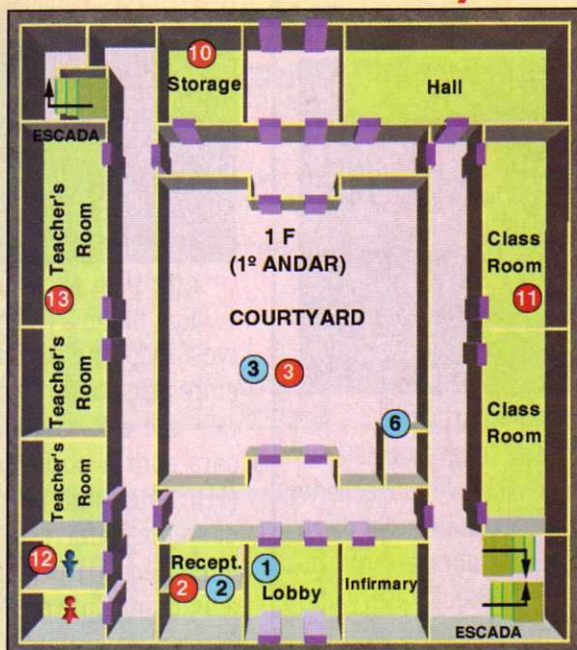 10
Storage
Hall
ESCADA
Teacher's
Room
13
1 F
(1º ANDAR)
COURTYARD
3
3
Class
Room
11
Teacher's
Room
6
Class
Room
Teacher's
Room
12
Recept.
2
2
1
Lobby
Infirmary
ESCADA